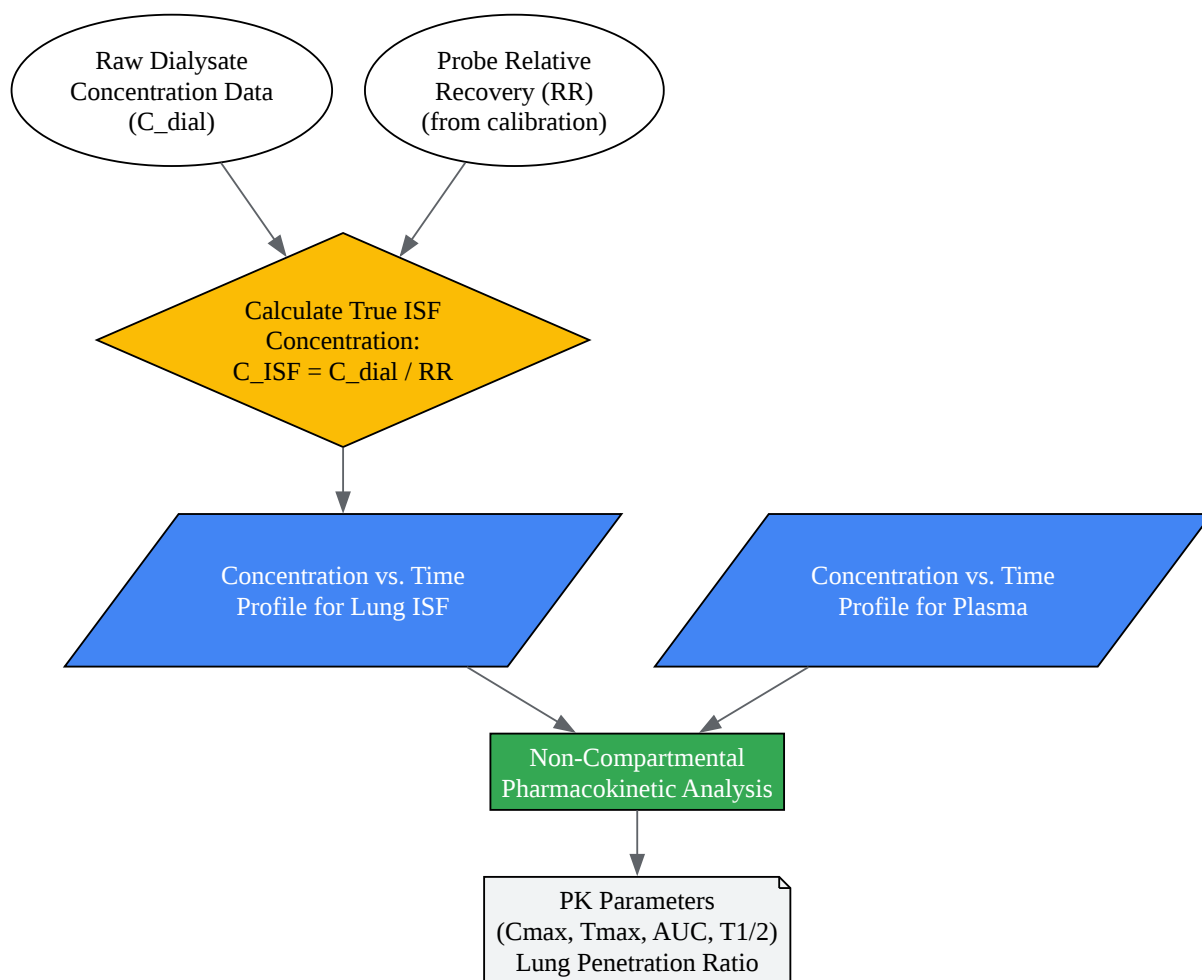 Raw Dialysate
Concentration Data
(C_dial)
Probe Relative
Recovery (RR)
(from calibration)
Calculate True ISF
Concentration:
C_ISF = C_dial / RR
Concentration vs. Time
Profile for Lung ISF
Concentration vs. Time
Profile for Plasma
Non-Compartmental
Pharmacokinetic Analysis
PK Parameters
(Cmax, Tmax, AUC, T1/2)
Lung Penetration Ratio